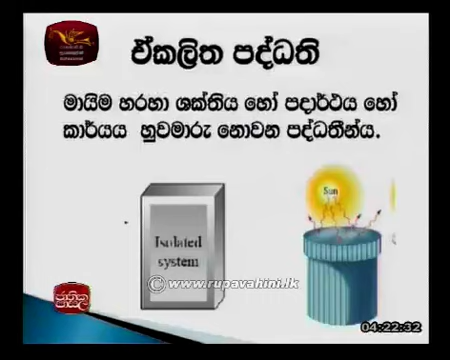 ඒකලිත පද්ධති
මායිම හරහා ශක්තිය හෝ පදාර්ථය හෝ
කාර්යය හුවමාරු නොවන පද්ධතීන්ය.
Sun
Isolated
system
© www.rupavahini.lk
04:22:32